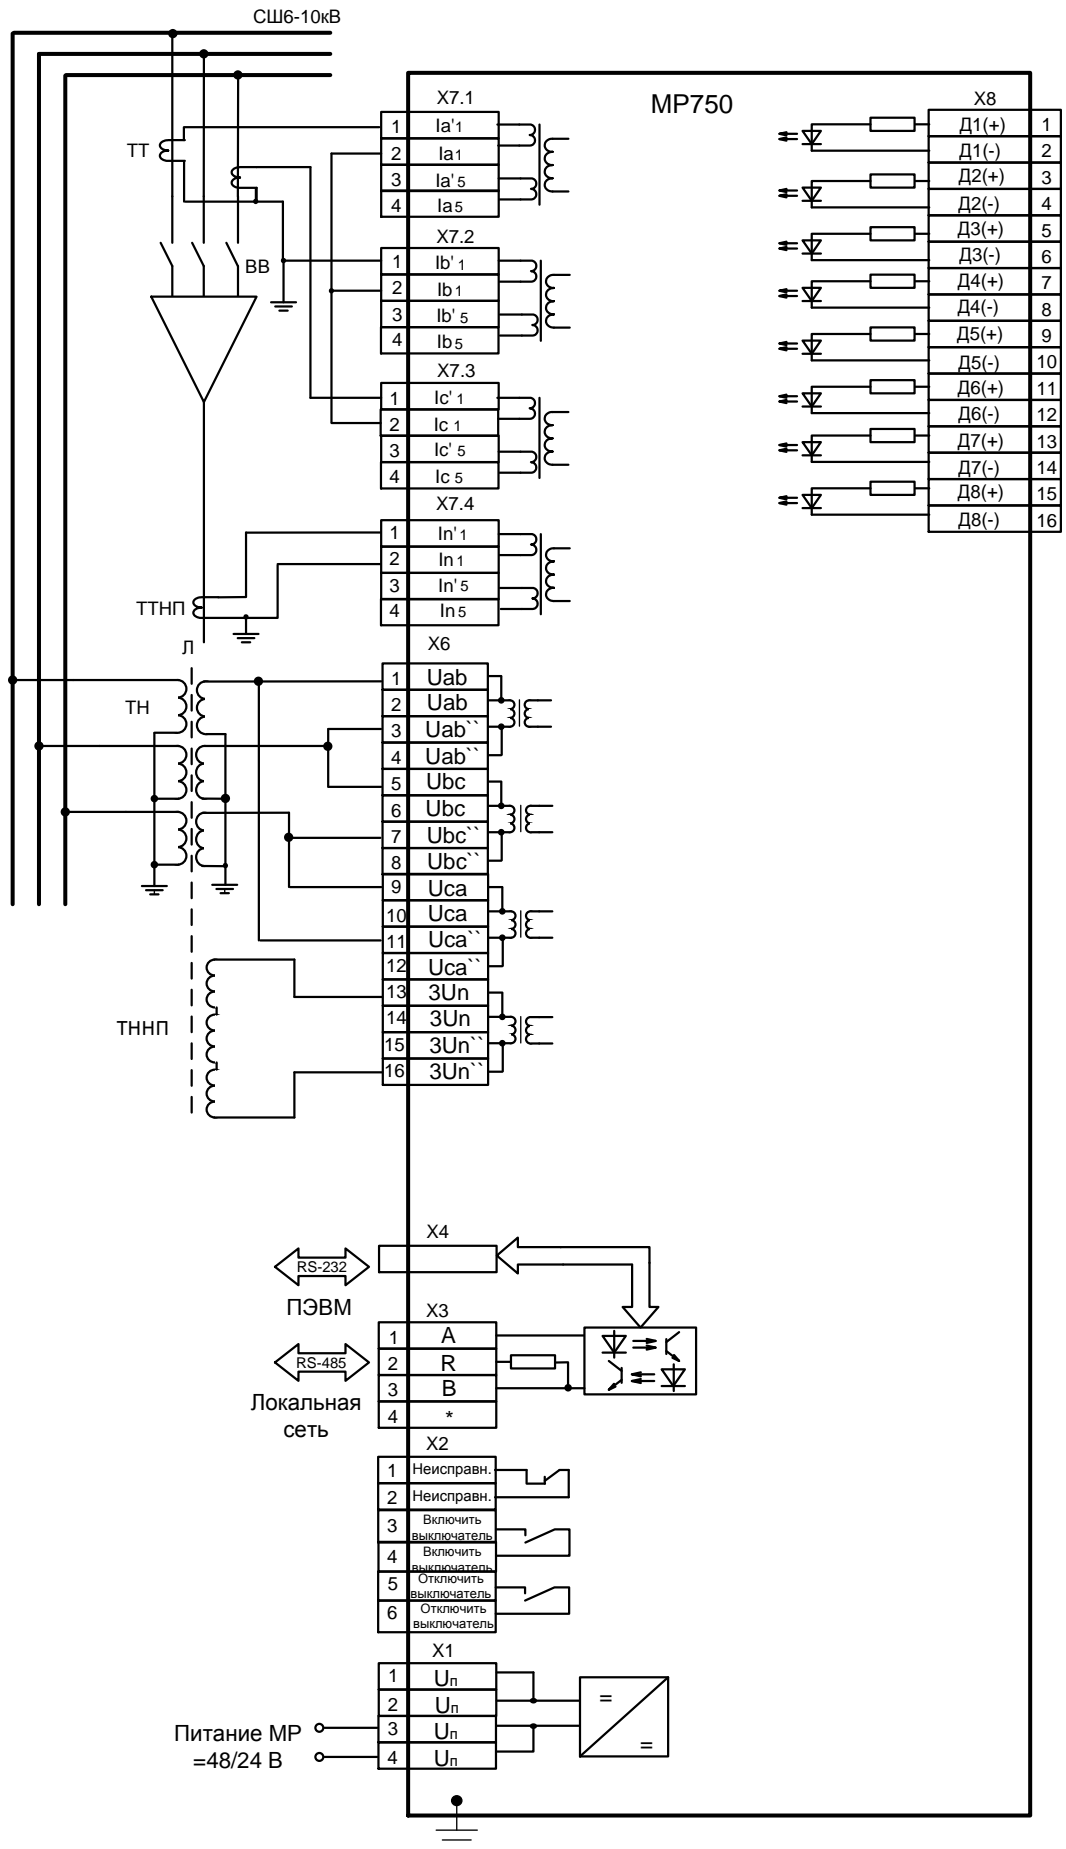 СШ6-10кВ
МР750
X7.1
1 Ia'1
2 Ia1
3 Ia'5
4 Ia5
ТТ
X7.2
1 Ib'1
2 Ib1
3 Ib'5
4 Ib5
ВВ
X7.3
1 Ic'1
2 Ic1
3 Ic'5
4 Ic5
X7.4
1 In'1
2 In1
3 In'5
4 In5
ТТНП
Л
X8
Д1(+) 1
Д1(-) 2
Д2(+) 3
Д2(-) 4
Д3(+) 5
Д3(-) 6
Д4(+) 7
Д4(-) 8
Д5(+) 9
Д5(-) 10
Д6(+) 11
Д6(-) 12
Д7(+) 13
Д7(-) 14
Д8(+) 15
Д8(-) 16
X6
ТН
1 Uab
2 Uab
3 Uab``
4 Uab``
5 Ubc
6 Ubc
7 Ubc``
8 Ubc``
9 Uca
10 Uca
11 Uca``
12 Uca``
13 3Un
14 3Un
15 3Un``
16 3Un``
ТННП
X4
RS-232
ПЭВМ
X3
1 A
2 R
3 B
4 *
RS-485
Локальная
сеть
X2
1 Неисправн.
2 Неисправн.
3 Включить
выключатель
4 Включить
выключатель
5 Отключить
выключатель
6 Отключить
выключатель
X1
1 Uп
2 Uп
3 Uп
4 Uп
Питание МР
=48/24 В
=
=